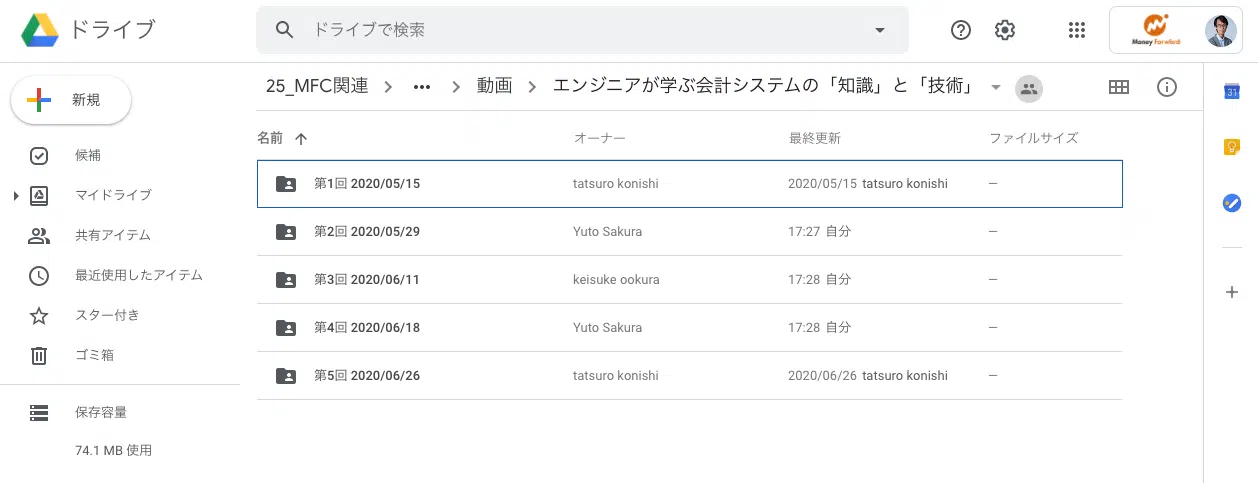 ドライブ
ドライブで検索
Money Forward
新規
25_MFC関連 > ••• > 動画 > エンジニアが学ぶ会計システムの「知識」と「技術」
31
名前 ↑ オーナー 最終更新 ファイルサイズ
候補
マイドライブ
共有アイテム
最近使用したアイテム
スター付き
ゴミ箱
保存容量
74.1 MB 使用
第1回 2020/05/15 tatsuro konishi 2020/05/15 tatsuro konishi —
第2回 2020/05/29 Yuto Sakura 17:27 自分 —
第3回 2020/06/11 keisuke ookura 17:28 自分 —
第4回 2020/06/18 Yuto Sakura 17:28 自分 —
第5回 2020/06/26 tatsuro konishi 2020/06/26 tatsuro konishi —